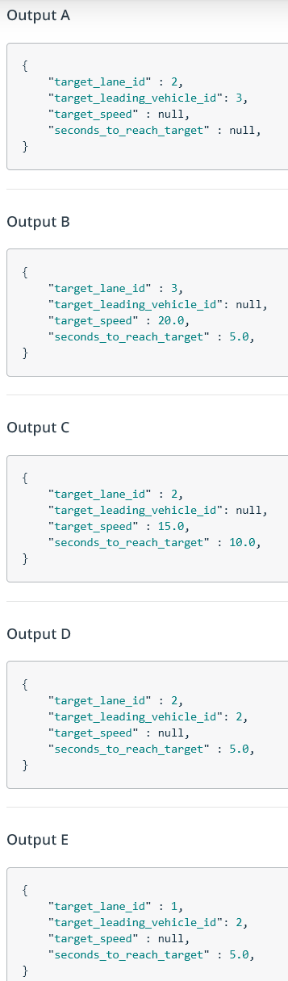 Output A
{
"target_lane_id" : 2,
"target_leading_vehicle_id": 3,
"target_speed" : null,
"seconds_to_reach_target" : null,
}
Output B
{
"target_lane_id" : 3,
"target_leading_vehicle_id": null,
"target_speed" : 20.0,
"seconds_to_reach_target" : 5.0,
}
Output C
{
"target_lane_id" : 2,
"target_leading_vehicle_id": null,
"target_speed" : 15.0,
"seconds_to_reach_target" : 10.0,
}
Output D
{
"target_lane_id" : 2,
"target_leading_vehicle_id": 2,
"target_speed" : null,
"seconds_to_reach_target" : 5.0,
}
Output E
{
"target_lane_id" : 1,
"target_leading_vehicle_id": 2,
"target_speed" : null,
"seconds_to_reach_target" : 5.0,
}